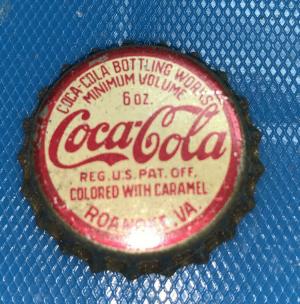 COCA-COLA BOTTLING WORKS
MINIMUM VOLUME
6 OZ.
Coca-Cola
REG. U.S. PAT. OFF.
COLORED WITH CARAMEL
ROANOKE, VA.